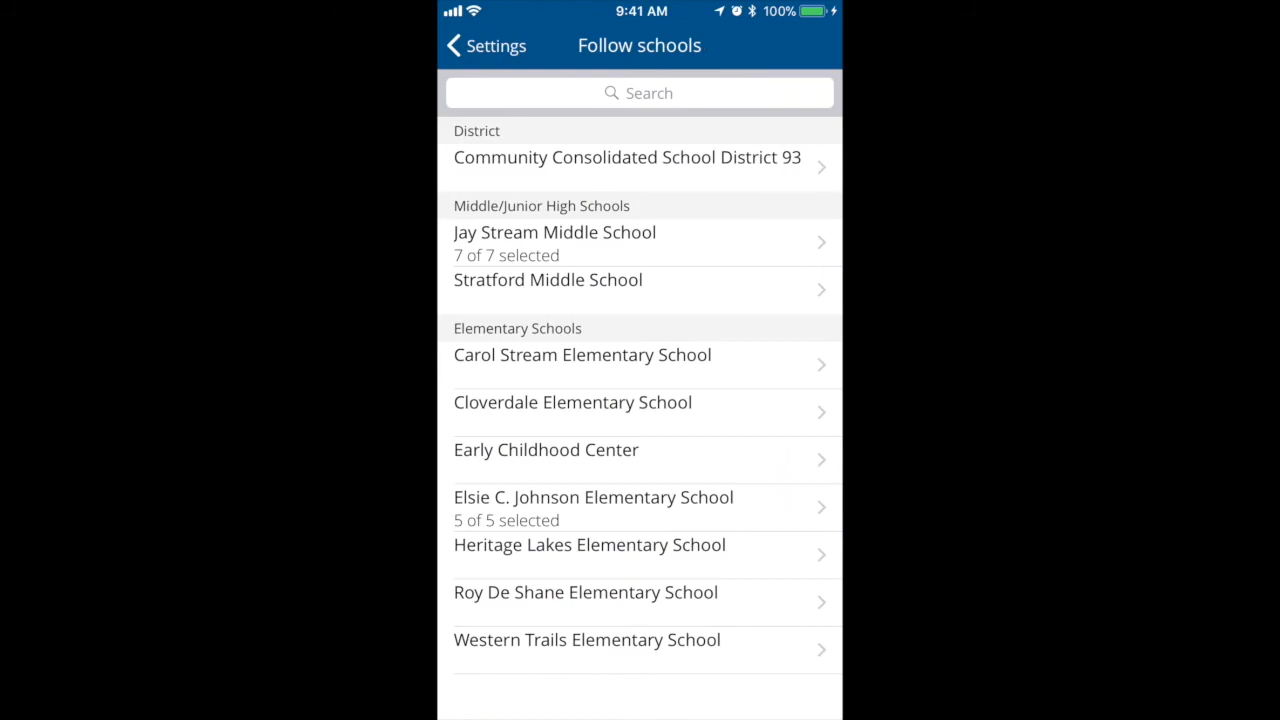 9:41 AM
100%
Settings
Follow schools
Search
District
Community Consolidated School District 93
Middle/Junior High Schools
Jay Stream Middle School
7 of 7 selected
Stratford Middle School
Elementary Schools
Carol Stream Elementary School
Cloverdale Elementary School
Early Childhood Center
Elsie C. Johnson Elementary School
5 of 5 selected
Heritage Lakes Elementary School
Roy De Shane Elementary School
Western Trails Elementary School